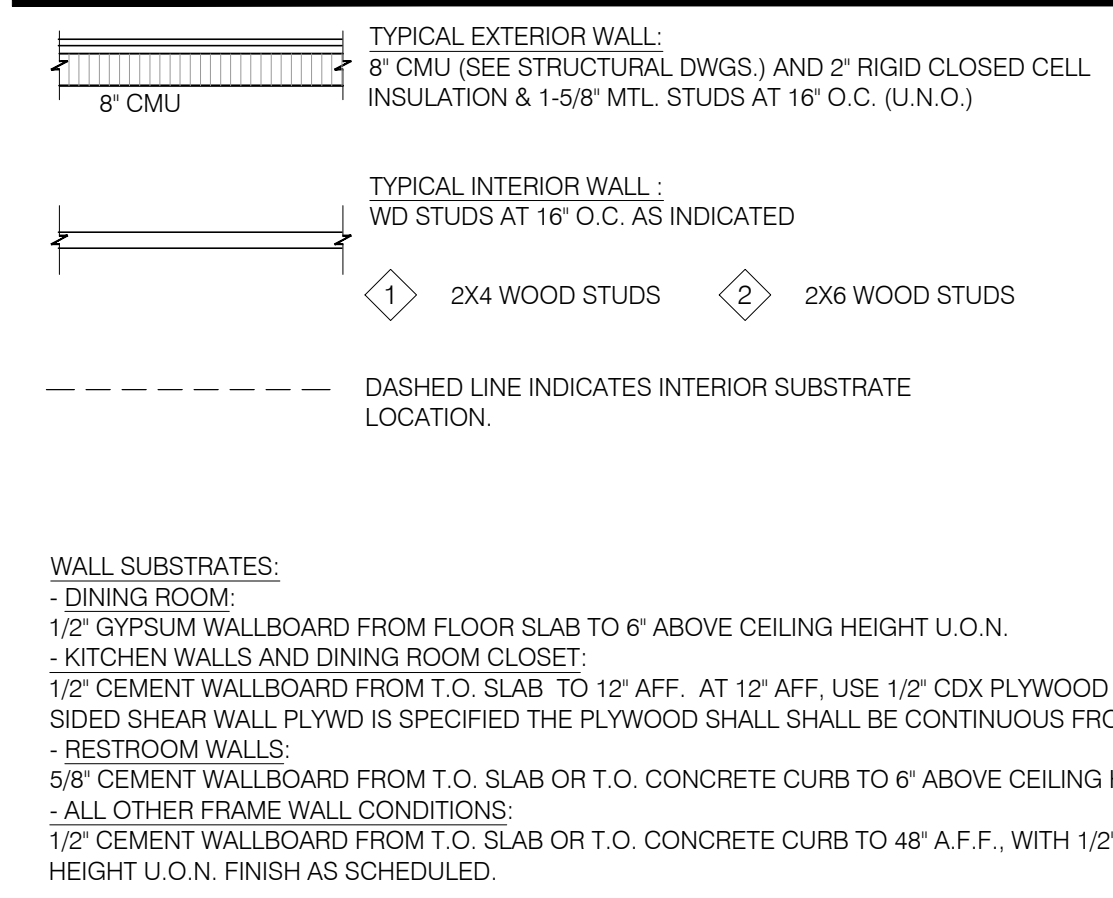 TYPICAL EXTERIOR WALL:
8" CMU (SEE STRUCTURAL DWGS.) AND 2" RIGID CLOSED CELL
INSULATION & 1-5/8" MTL. STUDS AT 16" O.C. (U.N.O.)
8" CMU
TYPICAL INTERIOR WALL :
WD STUDS AT 16" O.C. AS INDICATED
1 2X4 WOOD STUDS 2 2X6 WOOD STUDS
DASHED LINE INDICATES INTERIOR SUBSTRATE
LOCATION.
WALL SUBSTRATES:
- DINING ROOM:
1/2" GYPSUM WALLBOARD FROM FLOOR SLAB TO 6" ABOVE CEILING HEIGHT U.O.N.
- KITCHEN WALLS AND DINING ROOM CLOSET:
1/2" CEMENT WALLBOARD FROM T.O. SLAB TO 12" AFF. AT 12" AFF, USE 1/2" CDX PLYWOOD
SIDED SHEAR WALL PLYWD IS SPECIFIED THE PLYWOOD SHALL SHALL BE CONTINUOUS
- RESTROOM WALLS:
5/8" CEMENT WALLBOARD FROM T.O. SLAB OR T.O. CONCRETE CURB TO 6" ABOVE CEILING
- ALL OTHER FRAME WALL CONDITIONS:
1/2" CEMENT WALLBOARD FROM T.O. SLAB OR T.O. CONCRETE CURB TO 48" A.F.F., WITH 1/2"
HEIGHT U.O.N. FINISH AS SCHEDULED.